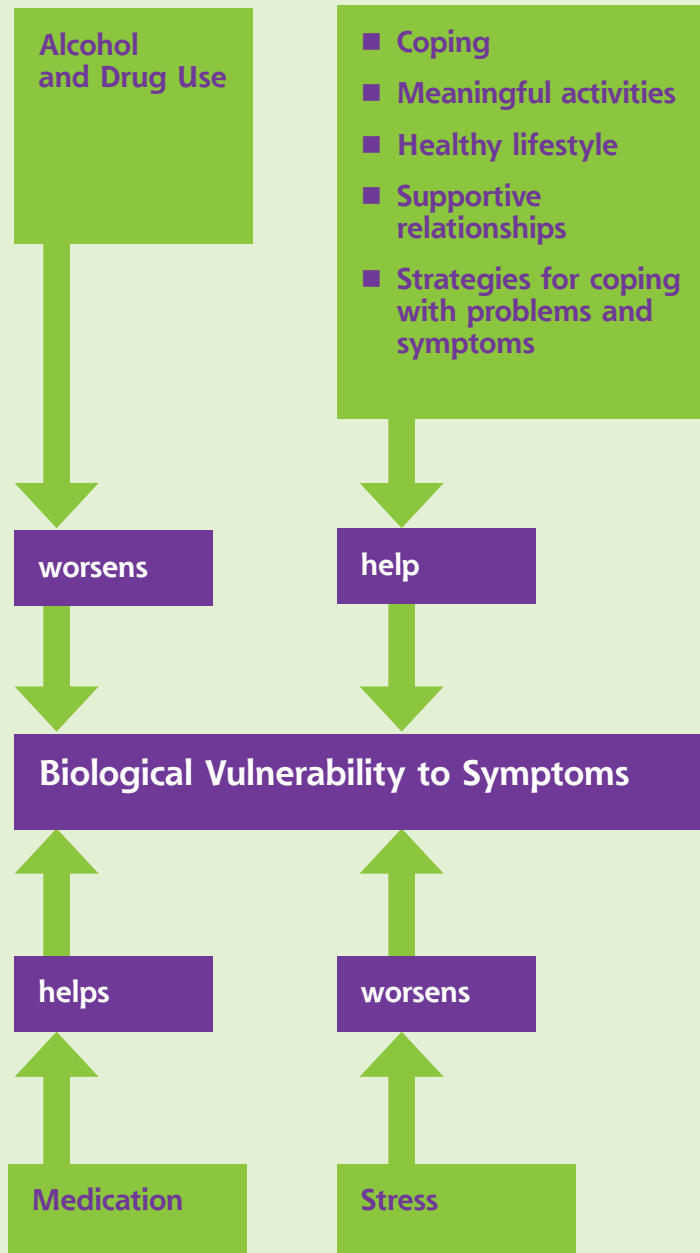 Alcohol
and Drug Use
■ Coping
■ Meaningful activities
■ Healthy lifestyle
■ Supportive
relationships
■ Strategies for coping
with problems and
symptoms
worsens
help
Biological Vulnerability to Symptoms
helps
worsens
Medication
Stress